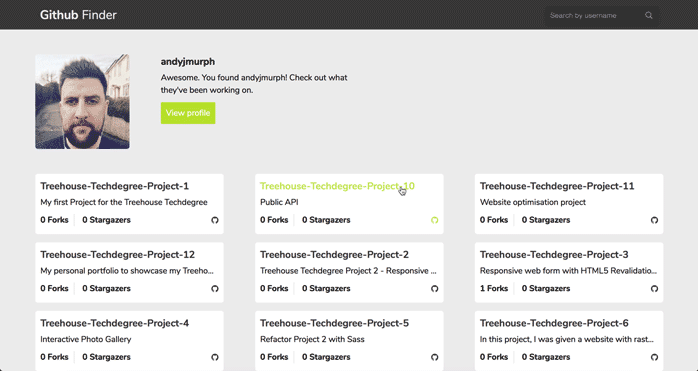 Github Finder
Search by username
andyjmurph
Awesome. You found andyjmurph! Check out what
they've been working on.
View profile
Treehouse-Techdegree-Project-1
My first Project for the Treehouse Techdegree
0 Forks 0 Stargazers
Treehouse-Techdegree-Project-10
Public API
0 Forks 0 Stargazers
Treehouse-Techdegree-Project-11
Website optimisation project
0 Forks 0 Stargazers
Treehouse-Techdegree-Project-12
My personal portfolio to showcase my Treeho...
0 Forks 0 Stargazers
Treehouse-Techdegree-Project-2
Treehouse Techdegree Project 2 - Responsive ...
0 Forks 0 Stargazers
Treehouse-Techdegree-Project-3
Responsive web form with HTML5 Revalidatio...
1 Forks 0 Stargazers
Treehouse-Techdegree-Project-4
Interactive Photo Gallery
0 Forks 0 Stargazers
Treehouse-Techdegree-Project-5
Refactor Project 2 with Sass
0 Forks 0 Stargazers
Treehouse-Techdegree-Project-6
In this project, I was given a website with rast...
0 Forks 0 Stargazers